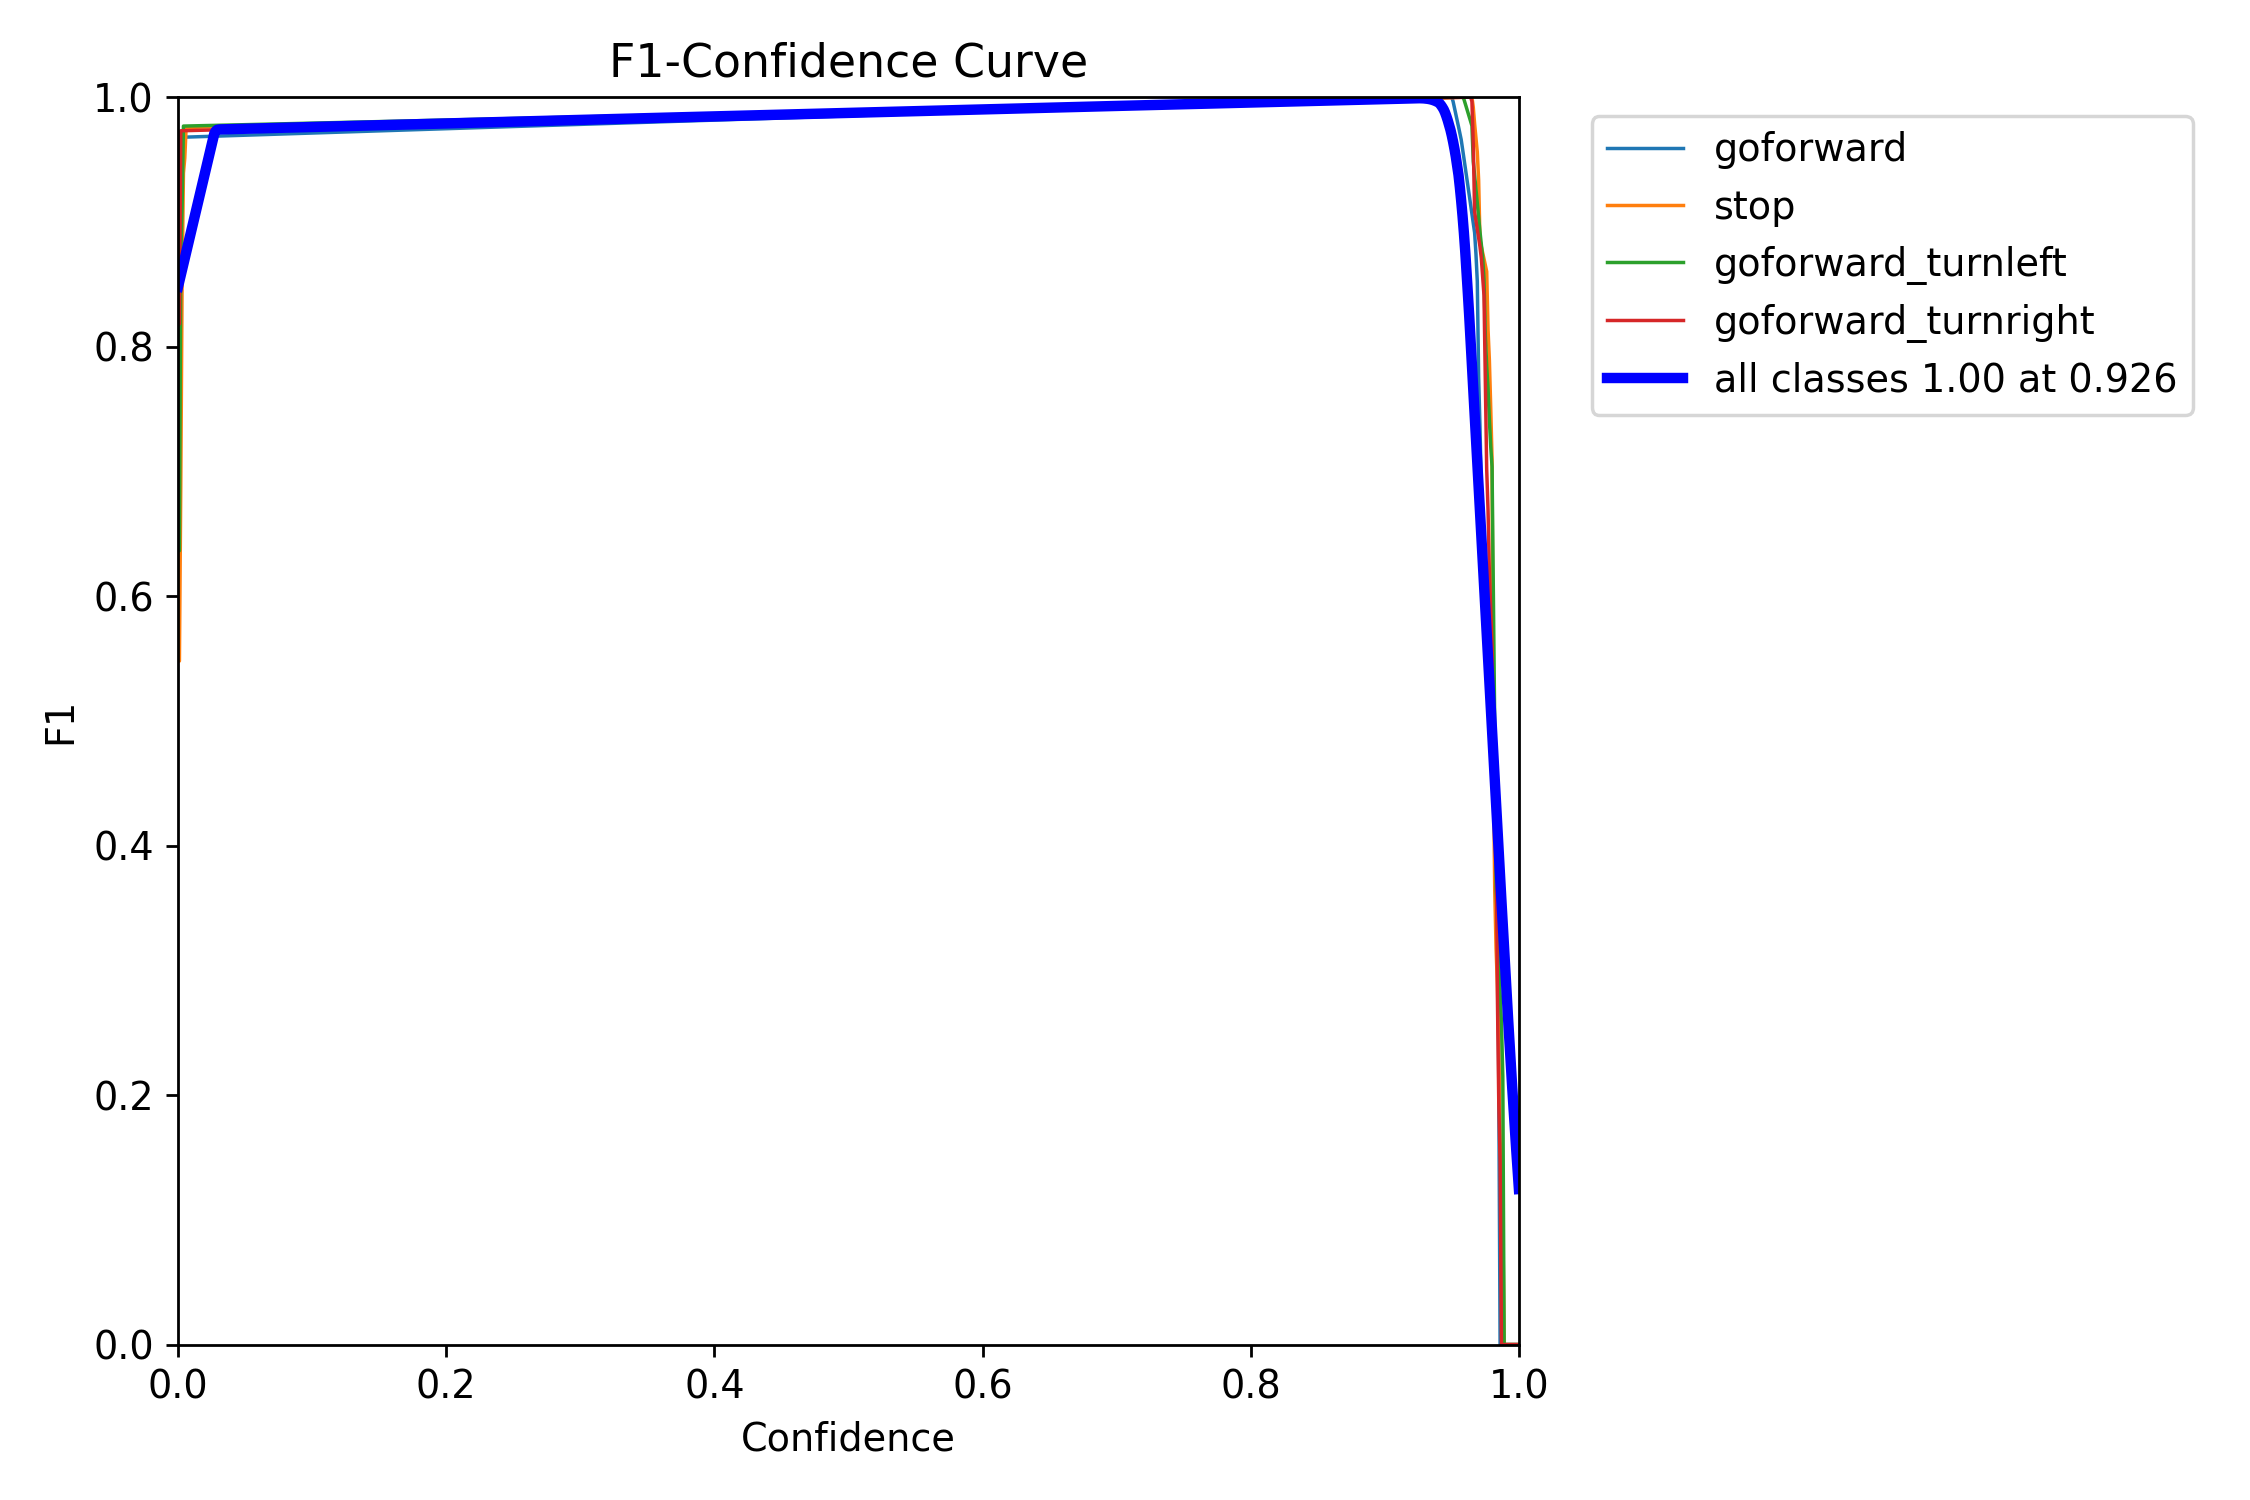 F1-Confidence Curve
1.0
0.8
0.6
0.4
0.2
0.0
F1
0.0 0.2 0.4 0.6 0.8 1.0
Confidence
goforward
stop
goforward_turnleft
goforward_turnright
all classes 1.00 at 0.926